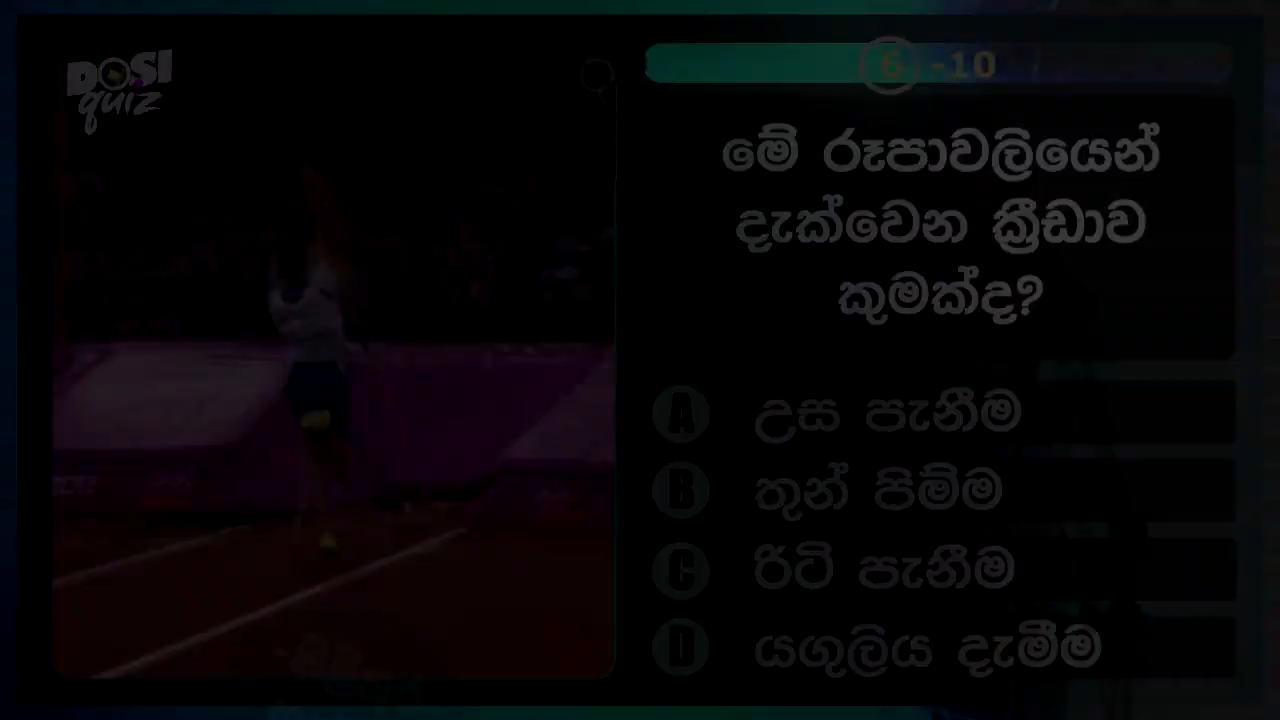 DOSI
quiz
6 -10
මේ රූපාවලියෙන්
දැක්වෙන ක්‍රීඩාව
කුමක්ද?
A උස පැනීම
B තුන් පිම්ම
C රිටි පැනීම
D යගුලිය දැමීම